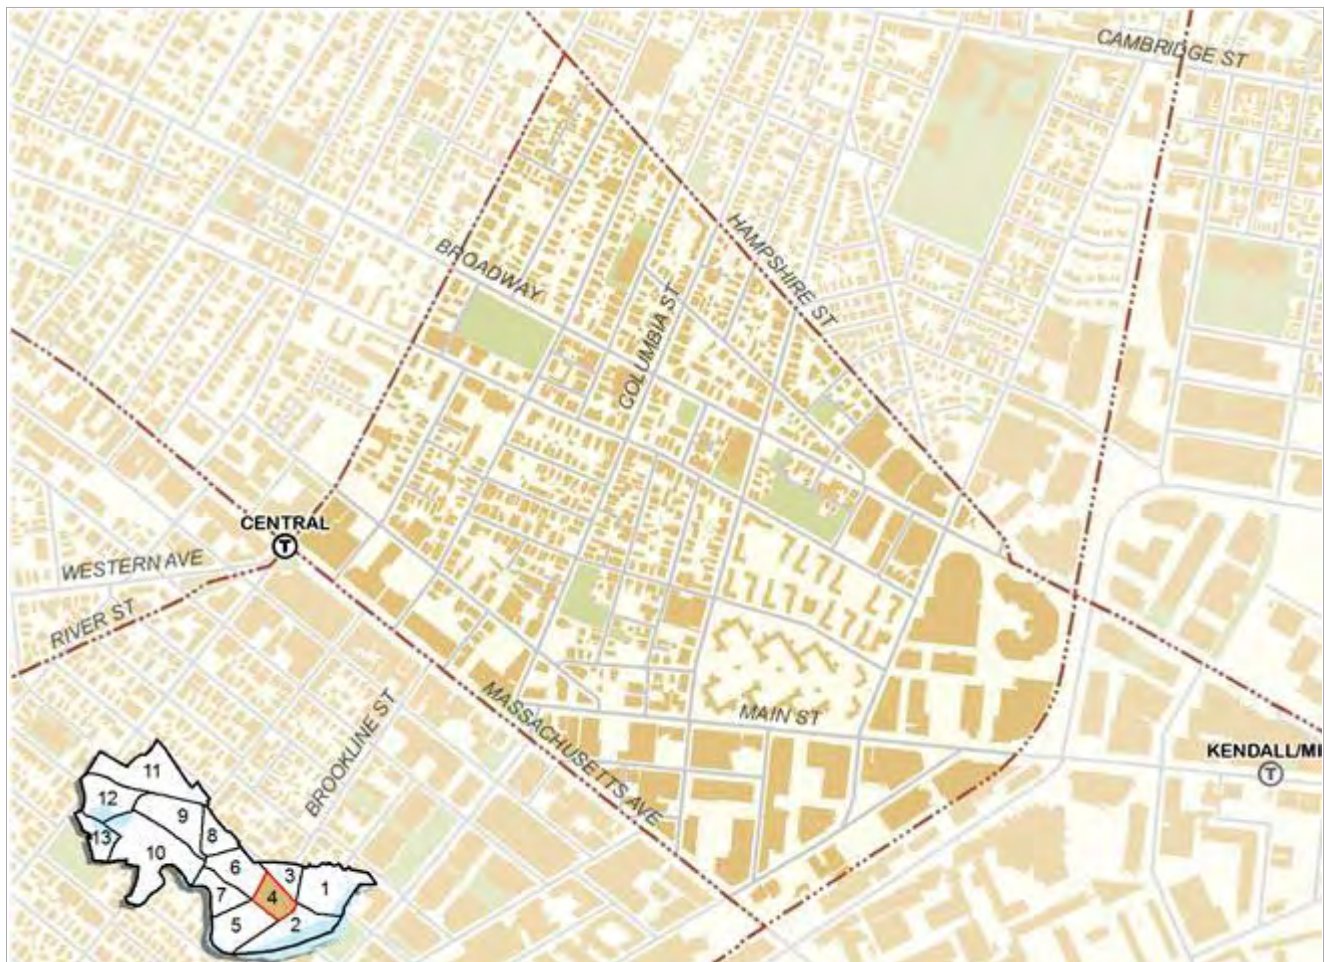 CAMBRIDGE ST
HAMPSHIRE ST
BROADWAY
COLUMBIA ST
CENTRAL
T
WESTERN AVE
RIVER ST
BROOKLINE ST
MASSACHUSETTS AVE
MAIN ST
KENDALL/MI
T
11
12
9
8
13
10
6
3
1
7
4
5
2